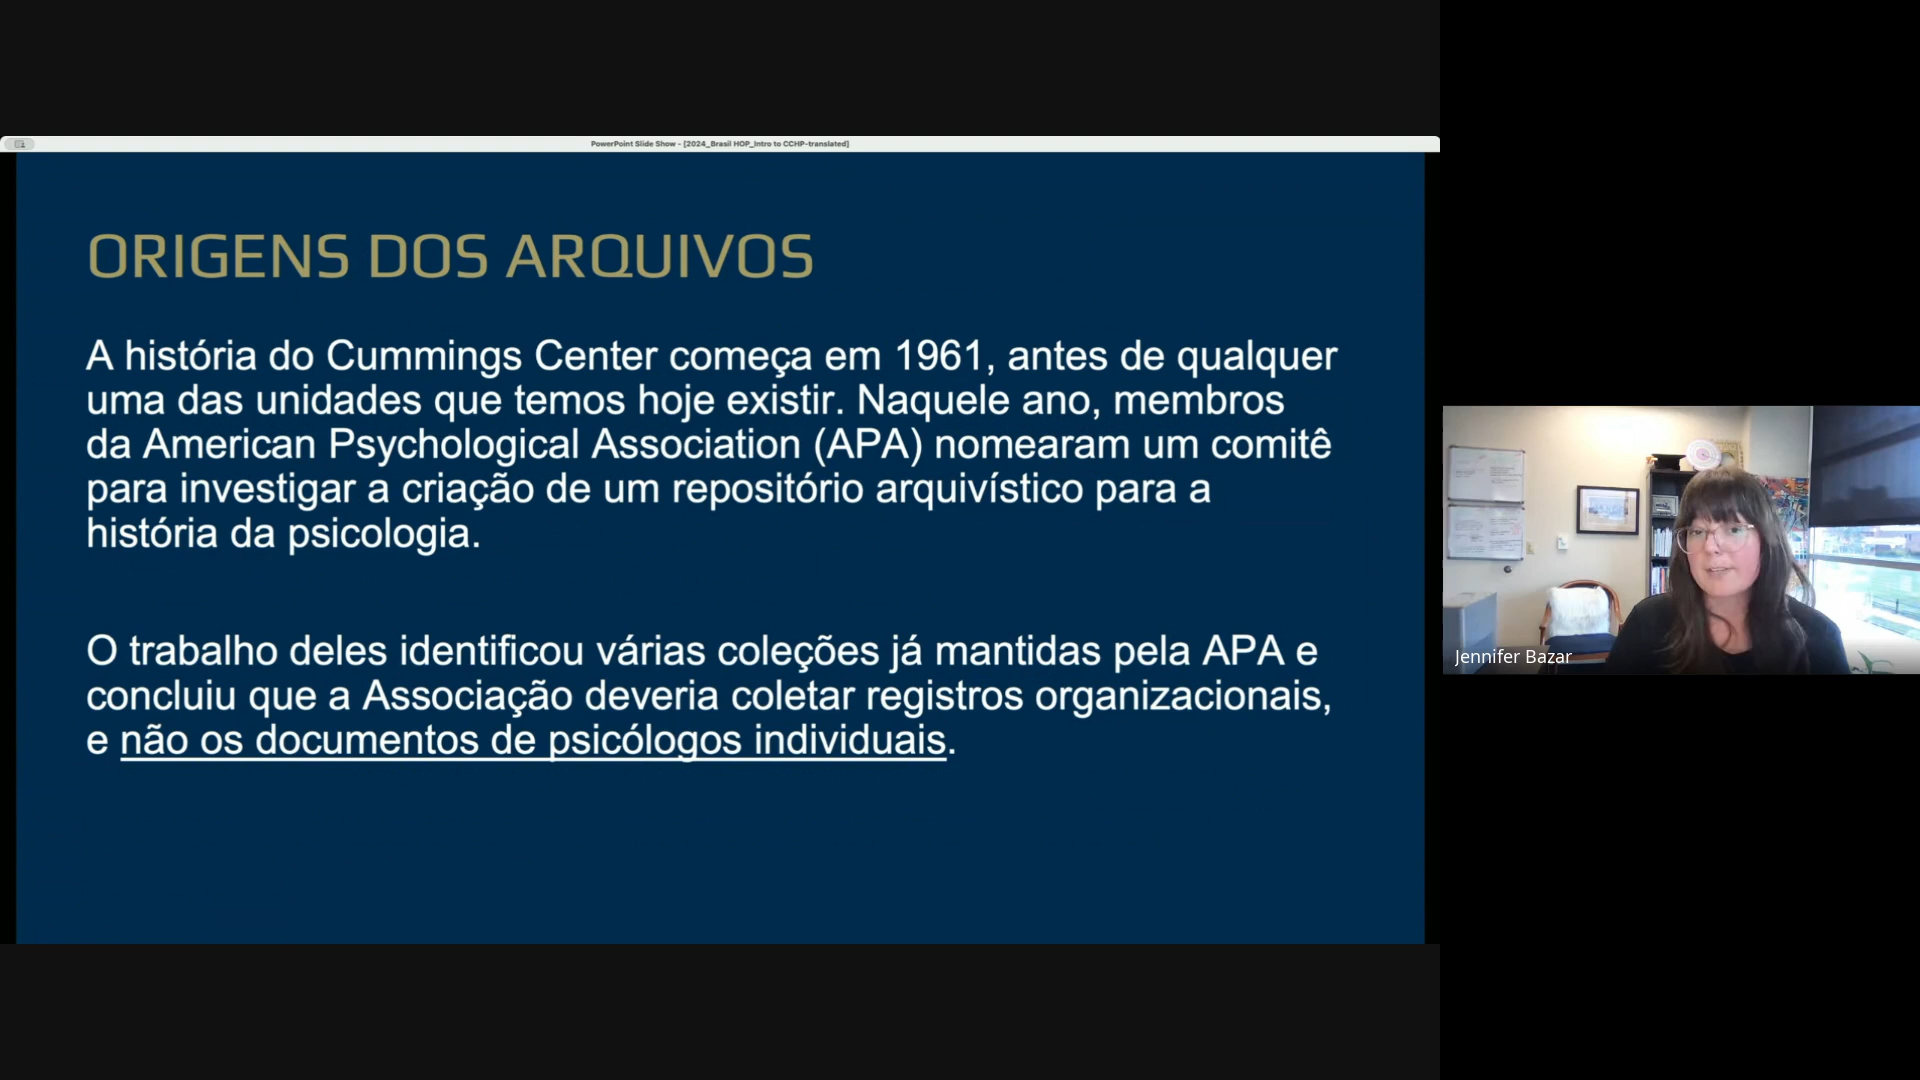 PowerPoint Slide Show - [2024_Brasil HOP_Intro to CCHP-translated]
ORIGENS DOS ARQUIVOS
A história do Cummings Center começa em 1961, antes de qualquer
uma das unidades que temos hoje existir. Naquele ano, membros
da American Psychological Association (APA) nomearam um comitê
para investigar a criação de um repositório arquivístico para a
história da psicologia.
O trabalho deles identificou várias coleções já mantidas pela APA e
concluiu que a Associação deveria coletar registros organizacionais,
e não os documentos de psicólogos individuais.
Jennifer Bazar